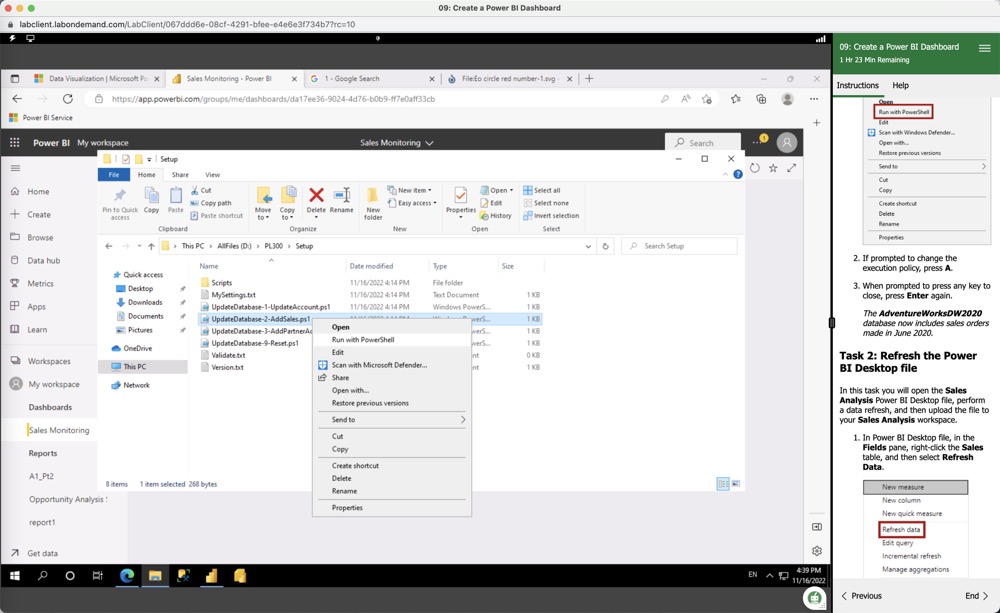 09: Create a Power BI Dashboard
labclient.labondemand.com/LabClient/067ddd6e-08cf-4291-bfee-e4e6e3f734b7?rc=10
Data Visualization | Microsoft Po
Sales Monitoring - Power BI
1 - Google Search
File:Eo circle red number-1.svg -
https://app.powerbi.com/groups/me/dashboards/da17ee36-9024-4d76-b0b9-ff7e0aff33cb
Power BI Service
Power BI My workspace
Sales Monitoring
Search
1
Home
Create
Browse
Data hub
Metrics
Apps
Learn
Workspaces
My workspace
Dashboards
Sales Monitoring
Reports
A1_Pt2
Opportunity Analysis
report1
Get data
Setup
File
Home
Share
View
Pin to Quick access
Copy
Paste
Cut
Copy path
Paste shortcut
Clipboard
Move to
Copy to
Delete
Rename
Organize
New folder
New item
Easy access
New
Properties
Open
Edit
History
Open
Select all
Select none
Invert selection
Select
This PC
AllFiles (D:)
PL300
Setup
Search Setup
Quick access
Desktop
Downloads
Documents
Pictures
OneDrive
This PC
Network
Name Date modified Type Size
Scripts 11/16/2022 4:14 PM File folder
MySettings.txt 11/16/2022 4:14 PM Text Document 1 KB
UpdateDatabase-1-UpdateAccount.ps1 11/16/2022 4:14 PM Windows PowerS... 1 KB
UpdateDatabase-2-AddSales.ps1 11/16/2022 4:14 PM Windows PowerS... 1 KB
UpdateDatabase-3-AddPartnerAc PowerS... 1 KB
UpdateDatabase-9-Reset.ps1 PowerS... 1 KB
Validate.txt 0 KB
Version.txt 1 KB
Open
Run with PowerShell
Edit
Scan with Microsoft Defender...
Share
Open with...
Restore previous versions
Send to
Cut
Copy
Create shortcut
Delete
Rename
Properties
8 items 1 item selected 268 bytes
EN
4:39 PM
11/16/2022
09: Create a Power BI Dashboard
1 Hr 23 Min Remaining
Instructions Help
Open
Run with PowerShell
Edit
Scan with Windows Defender...
Open with...
Restore previous versions
Send to
Cut
Copy
Create shortcut
Delete
Rename
Properties
2. If prompted to change the
execution policy, press A.
3. When prompted to press any key to
close, press Enter again.
The AdventureWorksDW2020
database now includes sales orders
made in June 2020.
Task 2: Refresh the Power
BI Desktop file
In this task you will open the Sales
Analysis Power BI Desktop file, perform
a data refresh, and then upload the file to
your Sales Analysis workspace.
1. In Power BI Desktop file, in the
Fields pane, right-click the Sales
table, and then select Refresh
Data.
New measure
New column
New quick measure
Refresh data
Edit query
Incremental refresh
Manage aggregations
Previous
End